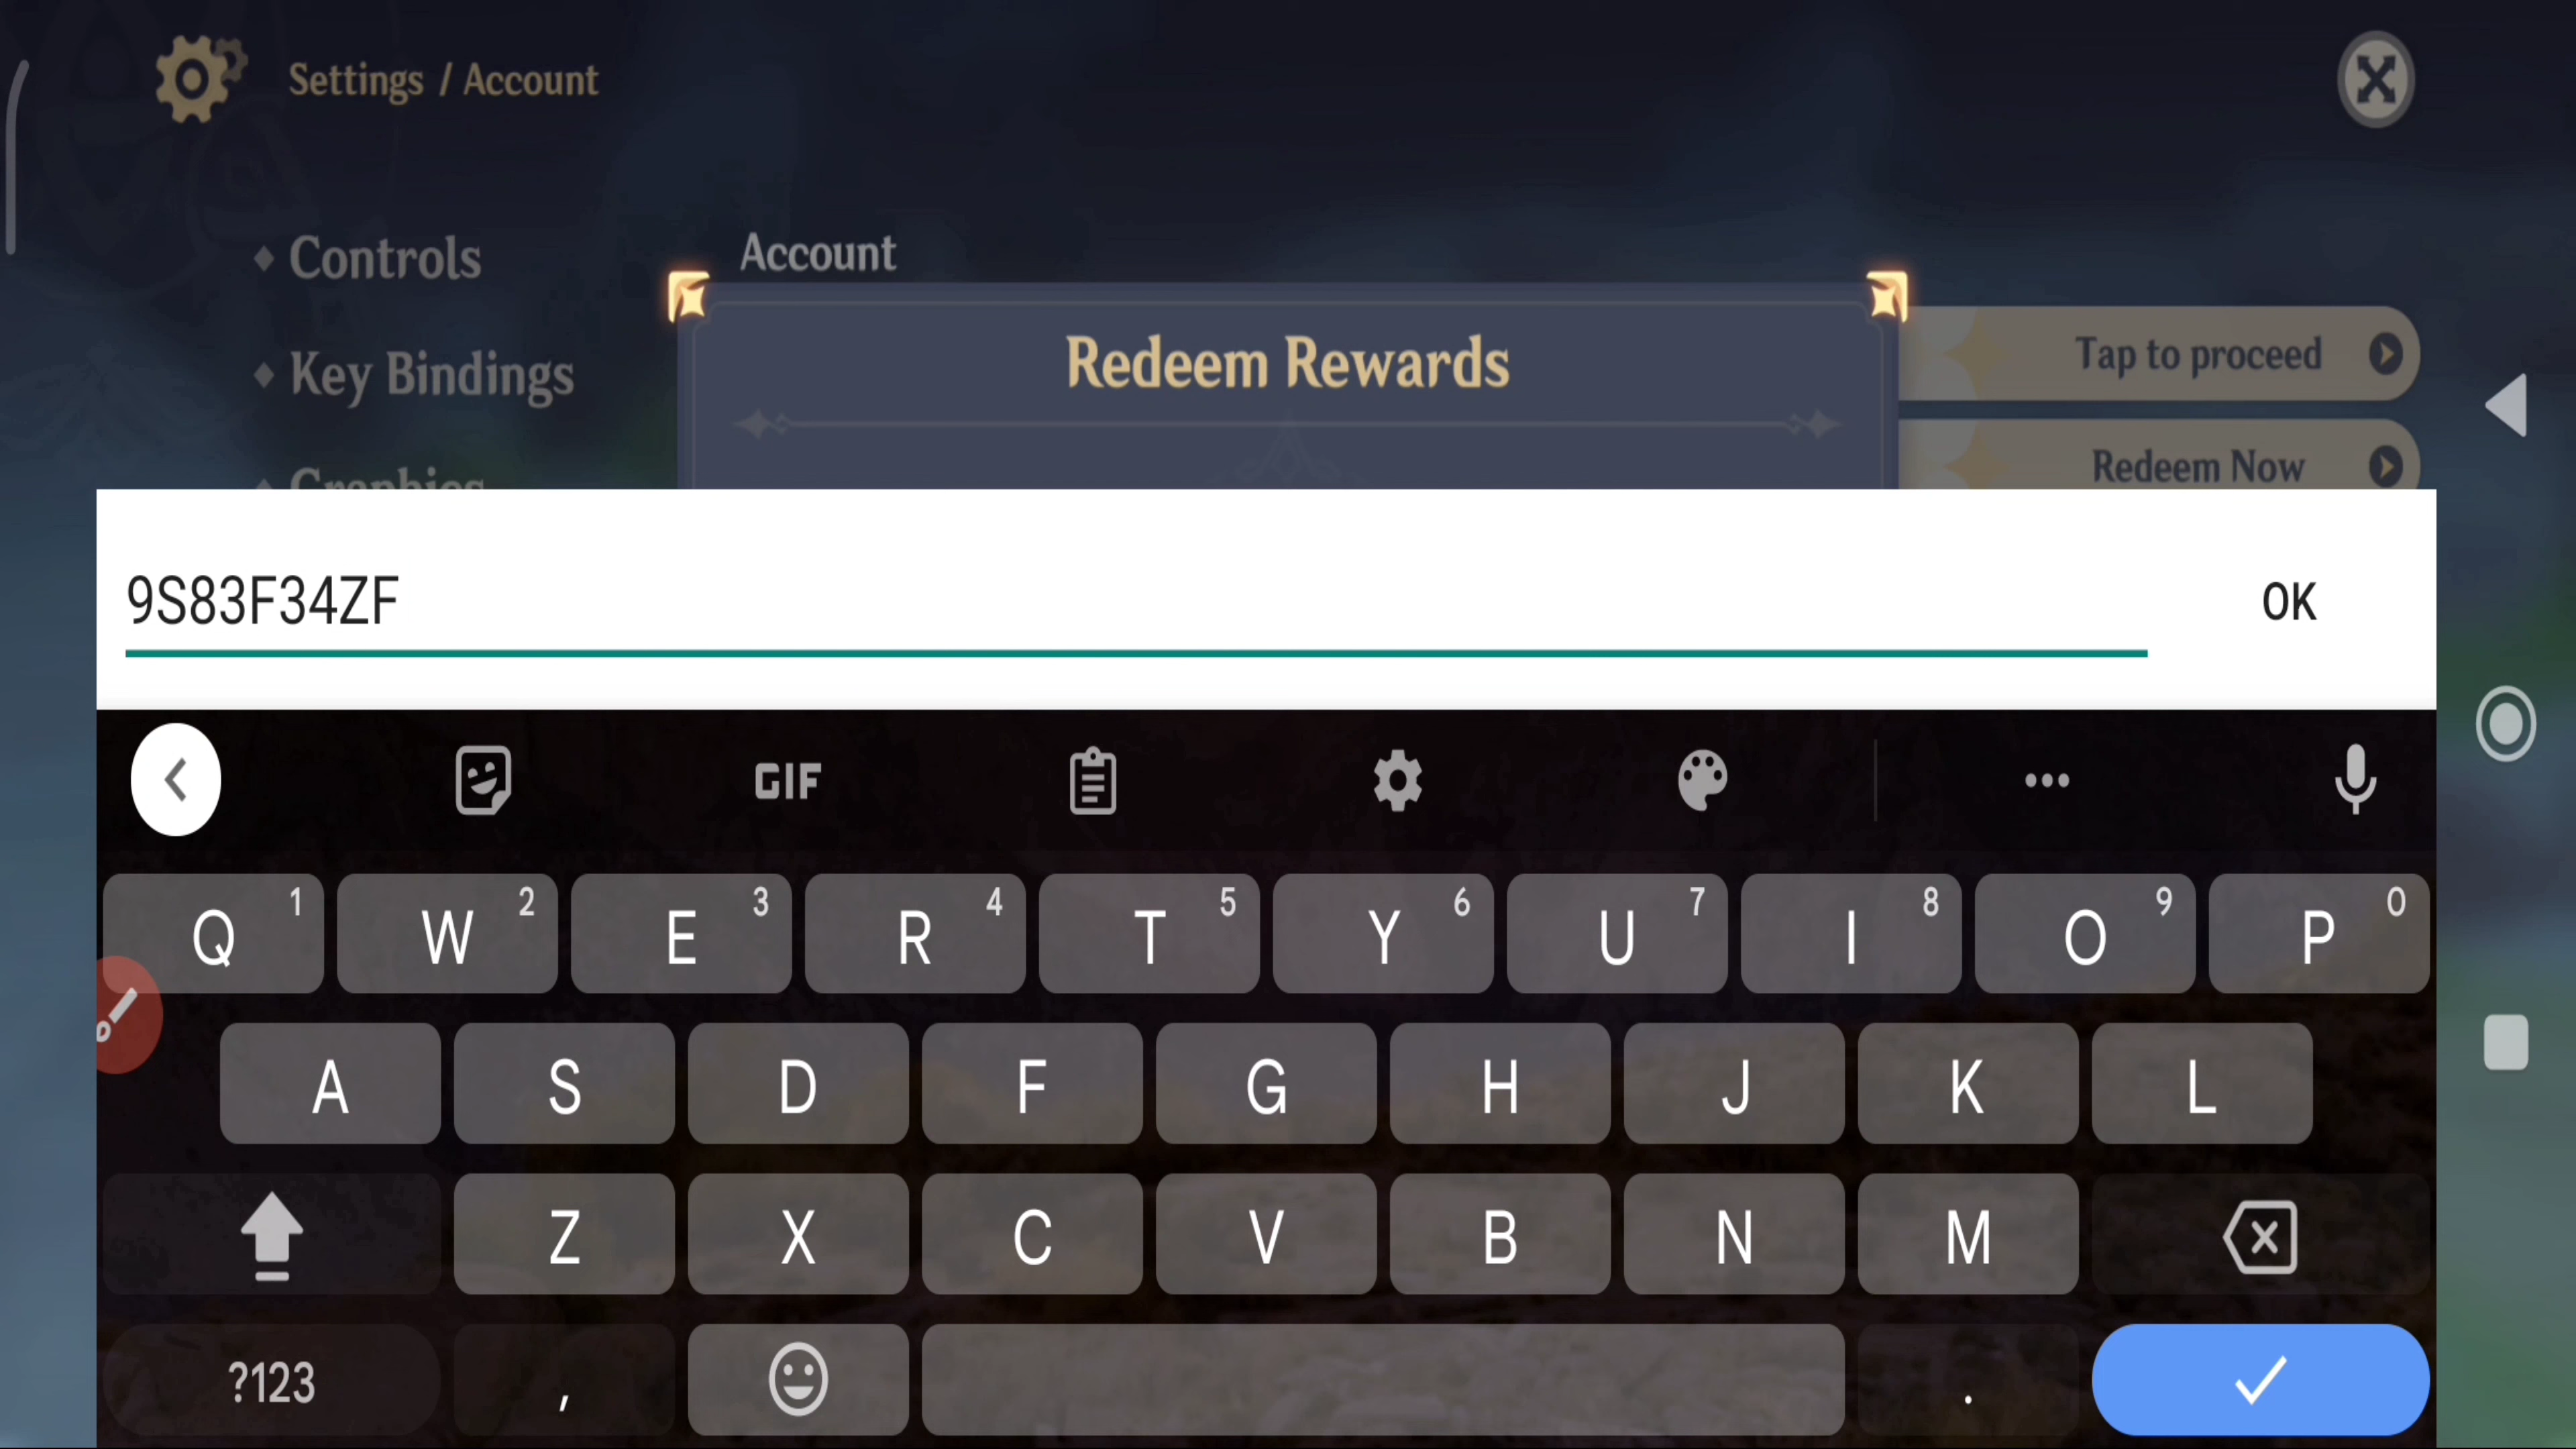 Settings / Account
Controls
Key Bindings
Graphics
Account
Redeem Rewards
Tap to proceed
Redeem Now
9S83F34ZF
OK
GIF
Q 1 W 2 E 3 R 4 T 5 Y 6 U 7 I 8 O 9 P 0
A S D F G H J K L
Z X C V B N M
?123 , .